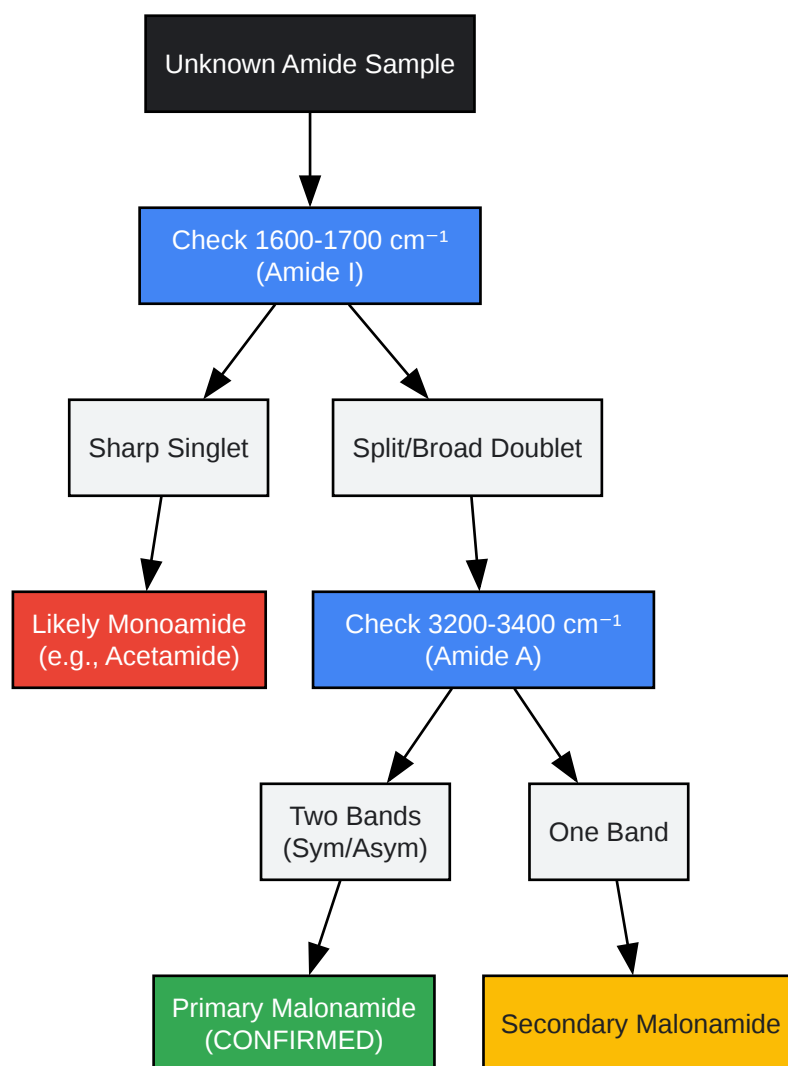 Unknown Amide Sample
Check 1600-1700 cm⁻¹
(Amide I)
Sharp Singlet
Split/Broad Doublet
Likely Monoamide
(e.g., Acetamide)
Check 3200-3400 cm⁻¹
(Amide A)
Two Bands
(Sym/Asym)
One Band
Primary Malonamide
(CONFIRMED)
Secondary Malonamide